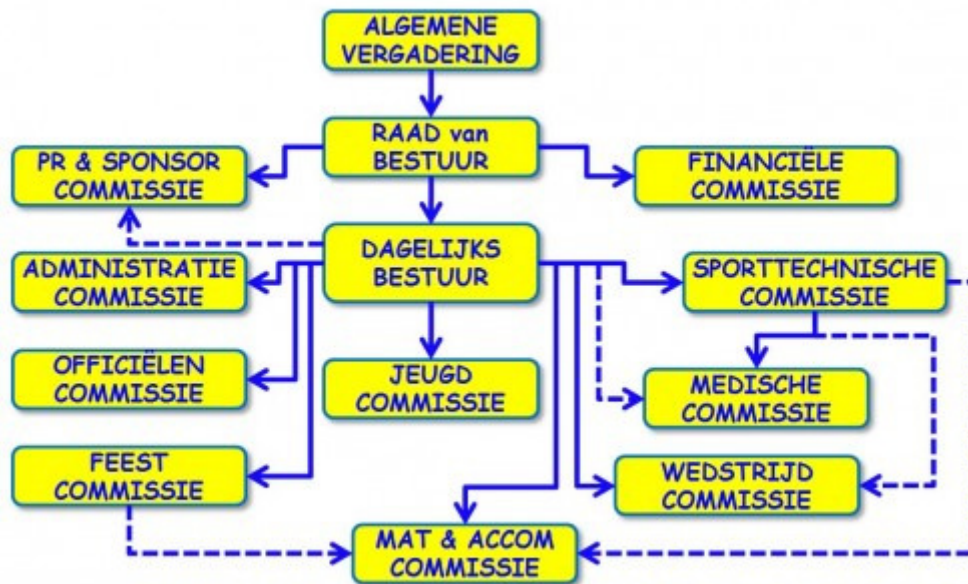 ALGEMENE
VERGADERING
RAAD van
BESTUUR
PR & SPONSOR
COMMISSIE
FINANCIËLE
COMMISSIE
DAGELIJKS
BESTUUR
ADMINISTRATIE
COMMISSIE
SPORTTECHNISCHE
COMMISSIE
OFFICIËLEN
COMMISSIE
JEUGD
COMMISSIE
MEDISCHE
COMMISSIE
FEEST
COMMISSIE
WEDSTRIJD
COMMISSIE
MAT & ACCOM
COMMISSIE